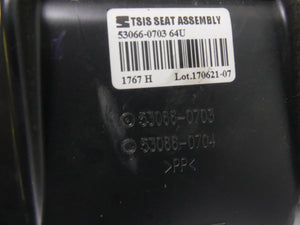 TSIS SEAT ASSEMBLY
53066-0703 64U
1767 H Lot.170621-07
53066-0703
53066-0704
>PP<